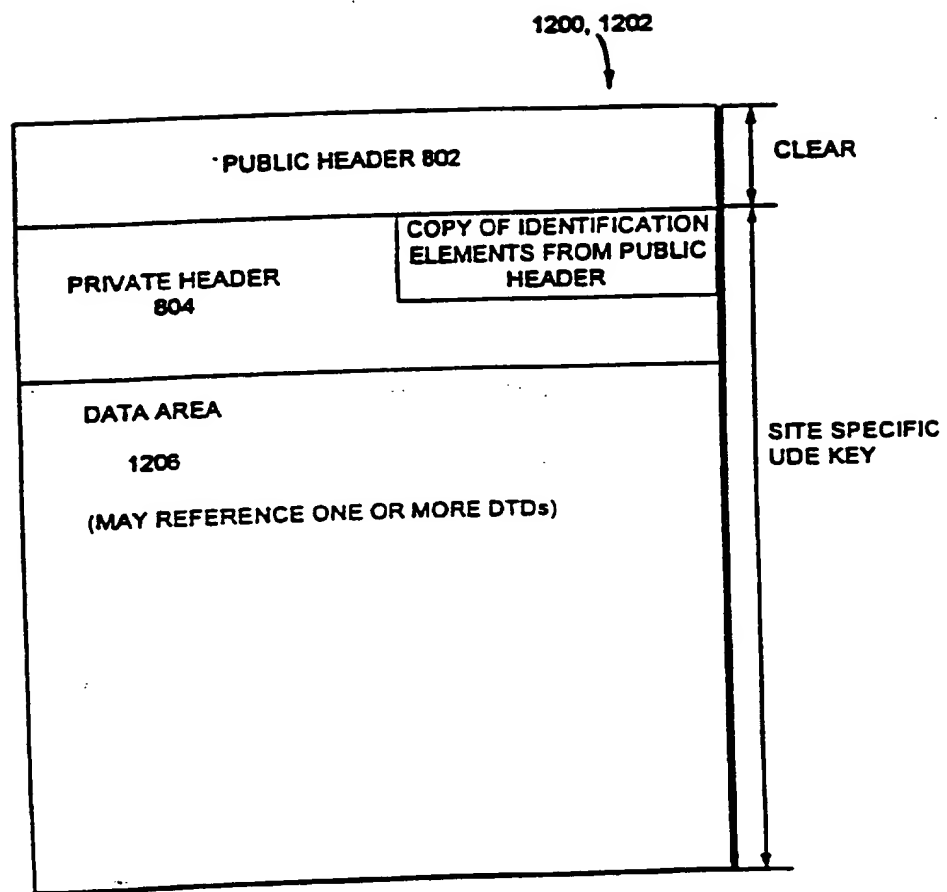 1200, 1202
PUBLIC HEADER 802
CLEAR
COPY OF IDENTIFICATION
ELEMENTS FROM PUBLIC
HEADER
PRIVATE HEADER
804
DATA AREA
1206
(MAY REFERENCE ONE OR MORE DTDs)
SITE SPECIFIC
UDE KEY